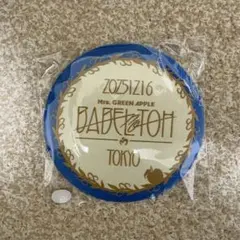 20251216
Mrs. GREEN APPLE
BABEL no TOH
TOKYO